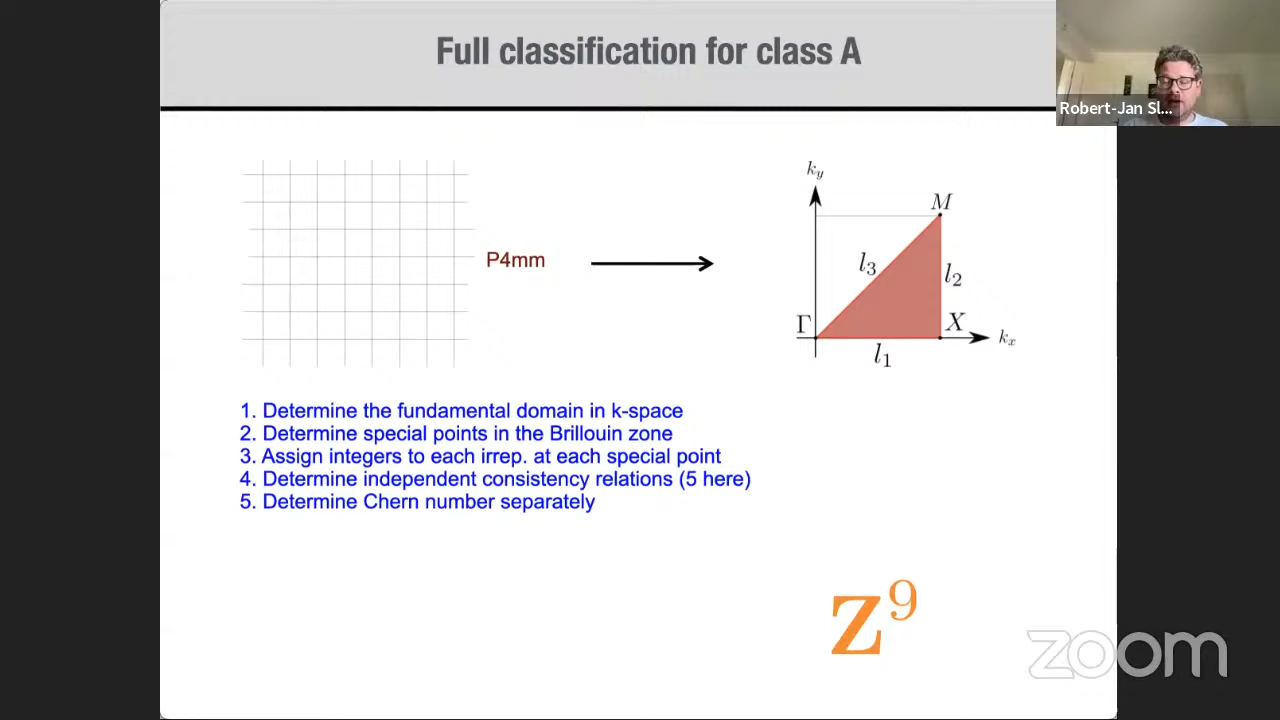 Full classification for class A
Robert-Jan Sl...
P4mm
k_y
M
l_3
l_2
Γ
X
k_x
l_1
1. Determine the fundamental domain in k-space
2. Determine special points in the Brillouin zone
3. Assign integers to each irrep. at each special point
4. Determine independent consistency relations (5 here)
5. Determine Chern number separately
Z^9
zoom